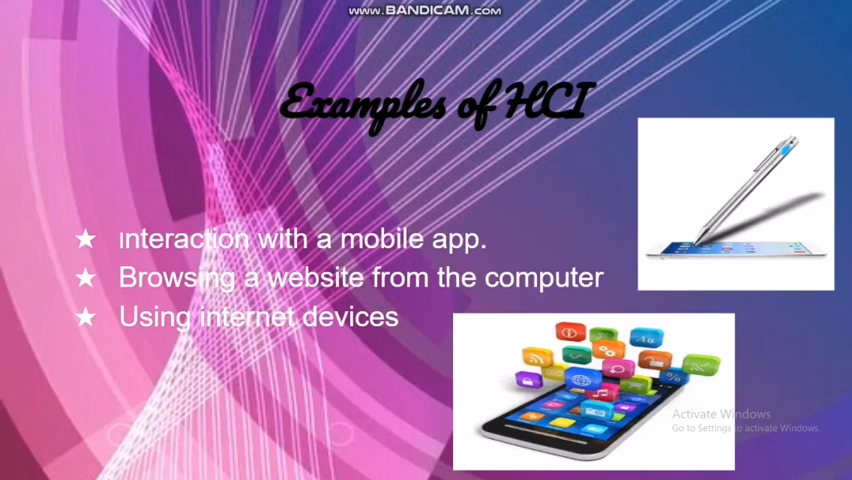 WWW.BANDICAM.COM
Examples of HCI
★ Interaction with a mobile app.
★ Browsing a website from the computer
★ Using internet devices
Aa
%
Activate Windows
Go to Settings to activate Windows.